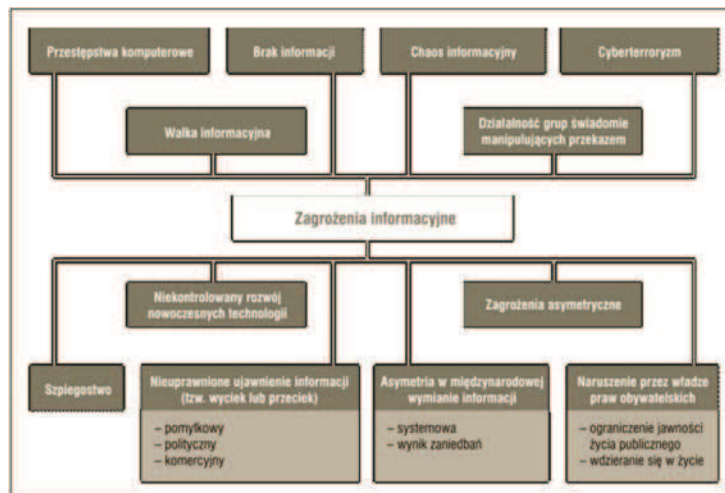 Przestępstwa komputerowe
Brak informacji
Chaos informacyjny
Cyberterroryzm
Walka informacyjna
Działalność grup świadomie
manipulujących przekazem
Zagrożenia informacyjne
Niekontrolowany rozwój
nowoczesnych technologii
Zagrożenia asymetryczne
Szpiegostwo
Nieuprawnione ujawnienie informacji
(tzw. wyciek lub przeciek)
– pomyłkowy
– polityczny
– komercyjny
Asymetria w międzynarodowej
wymianie informacji
– systemowa
– wynik zaniedbań
Naruszenie przez władze
praw obywatelskich
– ograniczenie jawności
życia publicznego
– wdzieranie się w życie